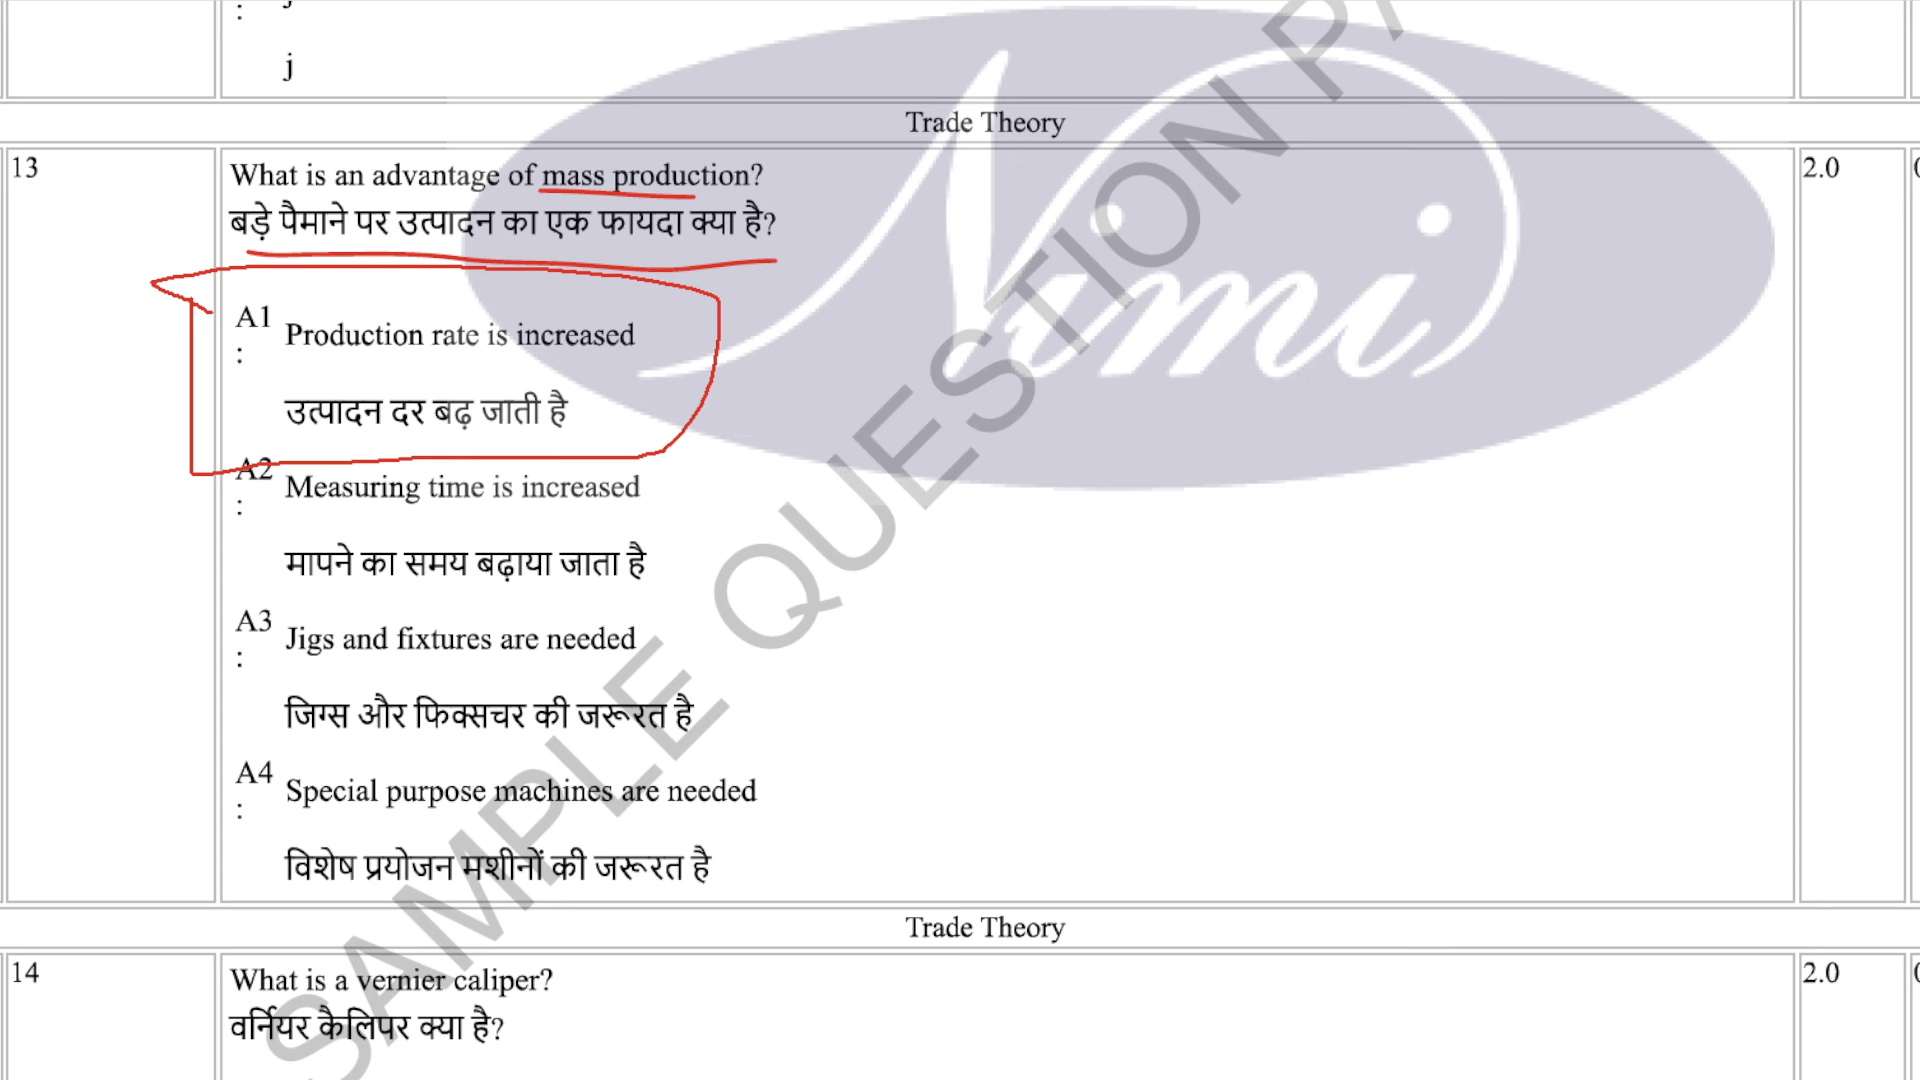 :
j
Trade Theory
13
What is an advantage of mass production?
2.0
बड़े पैमाने पर उत्पादन का एक फायदा क्या है?
A1
:
Production rate is increased
उत्पादन दर बढ़ जाती है
A2
:
Measuring time is increased
मापने का समय बढ़ाया जाता है
A3
:
Jigs and fixtures are needed
जिग्स और फिक्सचर की जरूरत है
A4
:
Special purpose machines are needed
विशेष प्रयोजन मशीनों की जरूरत है
Trade Theory
14
What is a vernier caliper?
2.0
वर्नियर कैलिपर क्या है?
Nimi
SAMPLE QUESTION PA